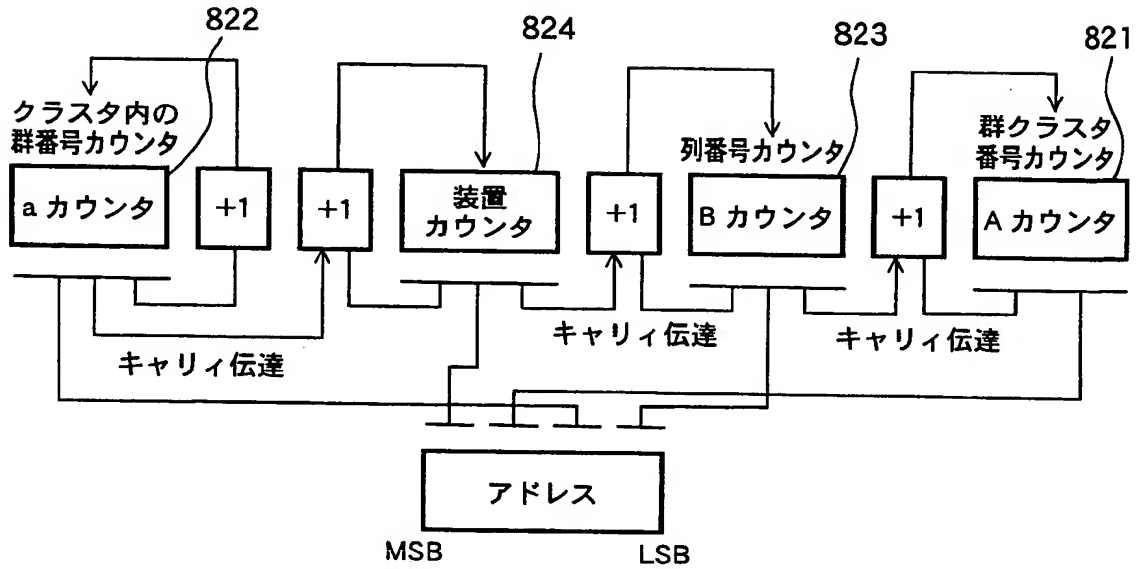 822
824
823
821
クラスタ内の
群番号カウンタ
列番号カウンタ
群クラスタ
番号カウンタ
aカウンタ
+1
+1
装置
カウンタ
+1
Bカウンタ
+1
Aカウンタ
キャリィ伝達
キャリィ伝達
キャリィ伝達
アドレス
MSB
LSB